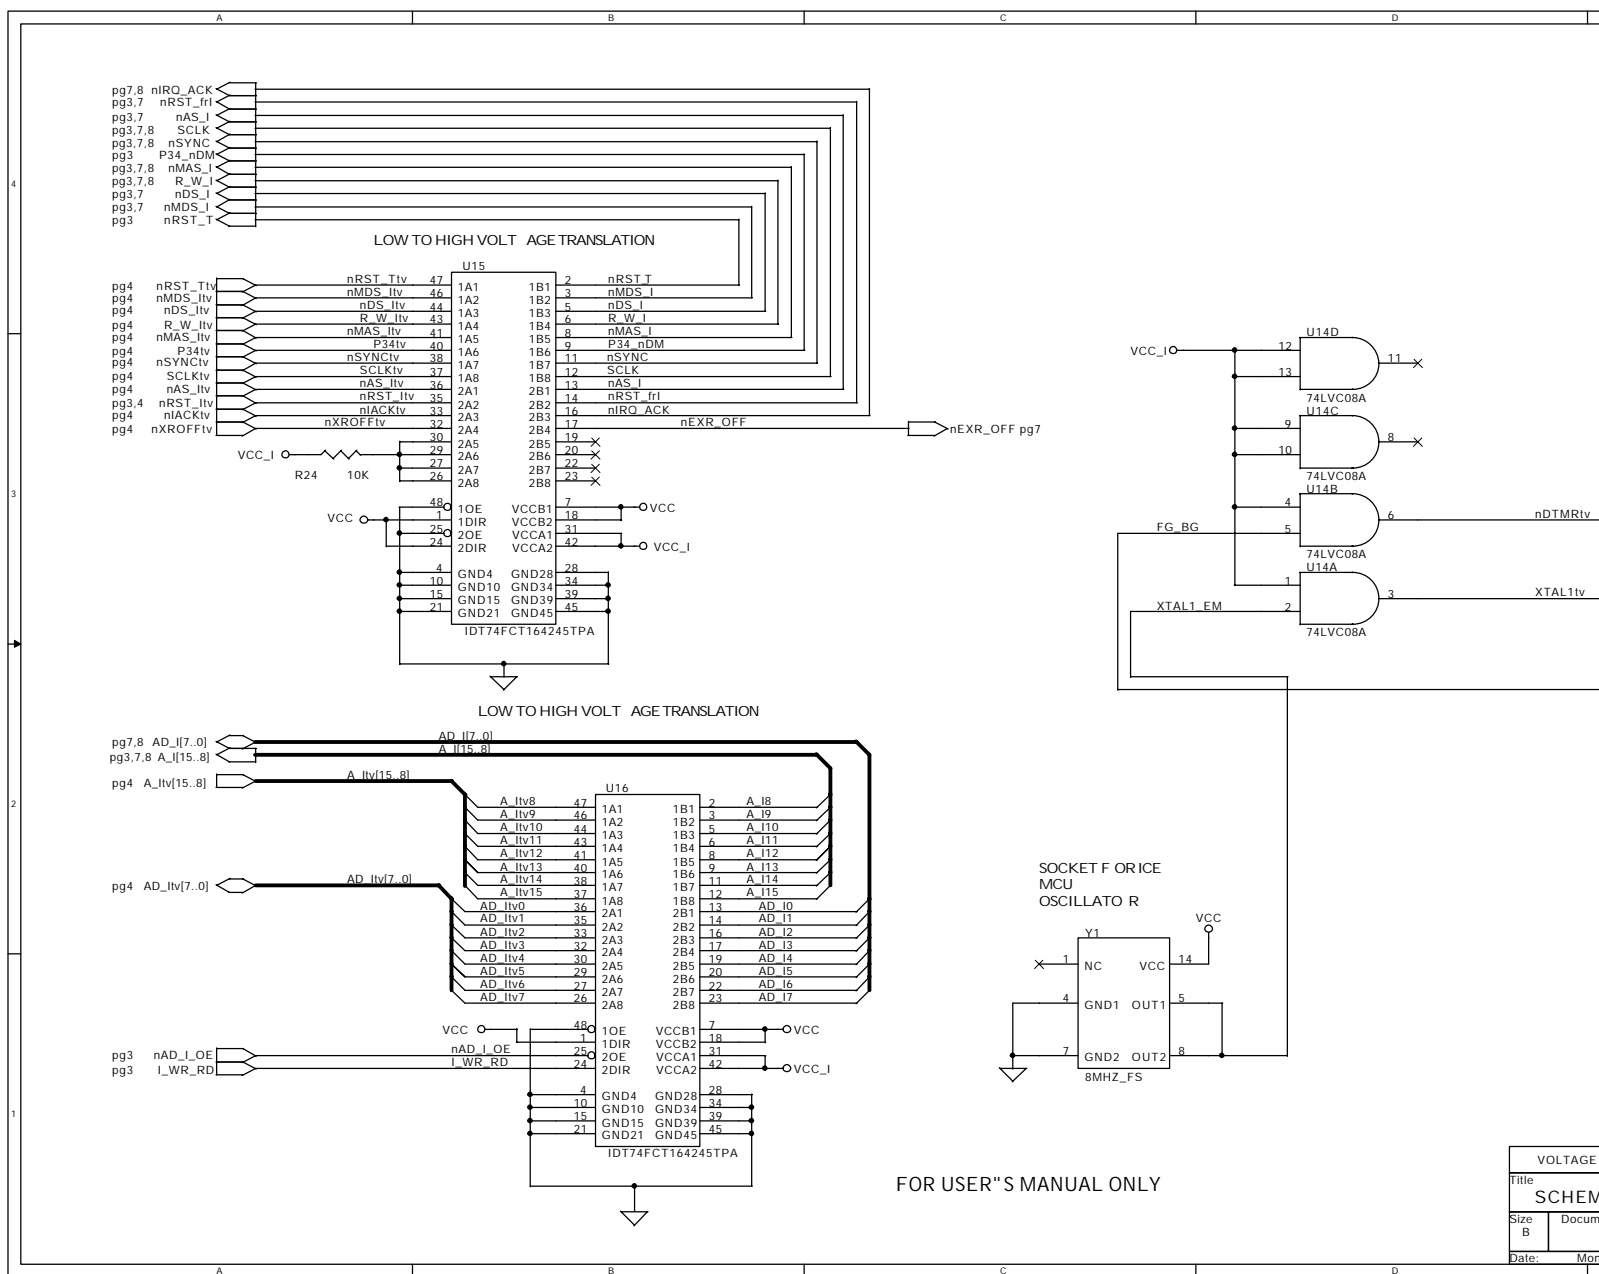 A B C D
pg7,8 nIRQ_ACK
pg3,7 nRST_frI
pg3,7 nAS_I
pg3,7,8 SCLK
pg3,7,8 nSYNC
pg3 P34_nDM
pg3,7,8 nMAS_I
pg3,7,8 R_W_I
pg3,7 nDS_I
pg3,7 nMDS_I
pg3 nRST_T
4
LOW TO HIGH VOLT AGE TRANSLATION
U15
pg4 nRST_Ttv nRST_Ttv 47 1A1 1B1 2 nRST_T
pg4 nMDS_Itv nMDS_Itv 46 1A2 1B2 3 nMDS_I
pg4 nDS_Itv nDS_Itv 44 1A3 1B3 5 nDS_I
pg4 R_W_Itv R_W_Itv 43 1A4 1B4 6 R_W_I
pg4 nMAS_Itv nMAS_Itv 41 1A5 1B5 8 nMAS_I
pg4 P34tv P34tv 40 1A6 1B6 9 P34_nDM
pg4 nSYNCtv nSYNCtv 38 1A7 1B7 11 nSYNC
pg4 SCLKtv SCLKtv 37 1A8 1B8 12 SCLK
pg4 nAS_Itv nAS_Itv 36 2A1 2B1 13 nAS_I
pg3,4 nRST_Itv nRST_Itv 35 2A2 2B2 14 nRST_frI
pg4 nIACKtv nIACKtv 33 2A3 2B3 16 nIRQ_ACK
pg4 nXROFFtv nXROFFtv 32 2A4 2B4 17 nEXR_OFF nEXR_OFF pg7
30 2A5 2B5 19
VCC_I R24 10K 29 2A6 2B6 20
27 2A7 2B7 22
26 2A8 2B8 23
3
48 1OE VCCB1 7 VCC
VCC 1 1DIR VCCB2 18
25 2OE VCCA1 31
24 2DIR VCCA2 42 VCC_I
4 GND4 GND28 28
10 GND10 GND34 34
15 GND15 GND39 39
21 GND21 GND45 45
IDT74FCT164245TPA
VCC_I
U14D
12 13 11
74LVC08A
U14C
9 10 8
74LVC08A
U14B
4 6 nDTMRtv
FG_BG 5
74LVC08A
U14A
1 3 XTAL1tv
XTAL1_EM 2
74LVC08A
LOW TO HIGH VOLT AGE TRANSLATION
pg7,8 AD_I[7..0] AD_I[7..0]
pg3,7,8 A_I[15..8] A_I[15..8]
pg4 A_Itv[15..8] A_Itv[15..8]
2
U16
A_Itv8 47 1A1 1B1 2 A_I8
A_Itv9 46 1A2 1B2 3 A_I9
A_Itv10 44 1A3 1B3 5 A_I10
A_Itv11 43 1A4 1B4 6 A_I11
A_Itv12 41 1A5 1B5 8 A_I12
A_Itv13 40 1A6 1B6 9 A_I13
pg4 AD_Itv[7..0] AD_Itv[7..0]
A_Itv14 38 1A7 1B7 11 A_I14
A_Itv15 37 1A8 1B8 12 A_I15
AD_Itv0 36 2A1 2B1 13 AD_I0
AD_Itv1 35 2A2 2B2 14 AD_I1
AD_Itv2 33 2A3 2B3 16 AD_I2
AD_Itv3 32 2A4 2B4 17 AD_I3
AD_Itv4 30 2A5 2B5 19 AD_I4
AD_Itv5 29 2A6 2B6 20 AD_I5
AD_Itv6 27 2A7 2B7 22 AD_I6
AD_Itv7 26 2A8 2B8 23 AD_I7
VCC 48 1OE VCCB1 7 VCC
1 1DIR VCCB2 18
pg3 nAD_I_OE nAD_I_OE 25 2OE VCCA1 31
pg3 I_WR_RD I_WR_RD 24 2DIR VCCA2 42 VCC_I
4 GND4 GND28 28
10 GND10 GND34 34
15 GND15 GND39 39
21 GND21 GND45 45
IDT74FCT164245TPA
1
SOCKET F OR ICE
MCU
OSCILLATO R
VCC
Y1
1 NC VCC 14
4 GND1 OUT1 5
7 GND2 OUT2 8
8MHZ_FS
FOR USER"S MANUAL ONLY
VOLTAGE
Title
SCHEM
Size Docum
B
Date: Mon
A B C D